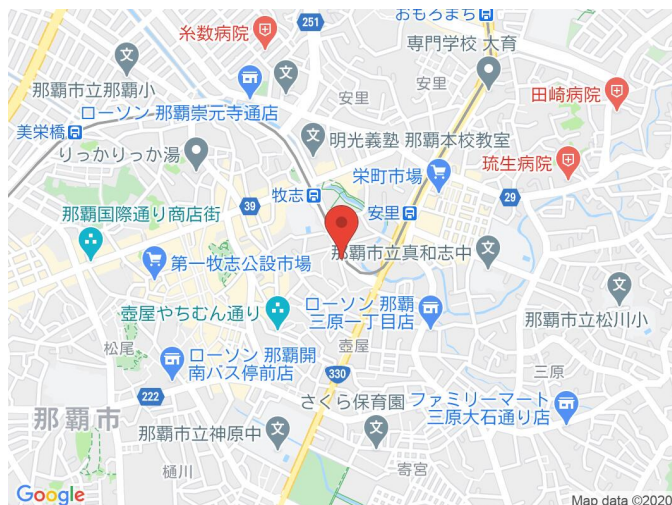 おもろまち
251
糸数病院
専門学校 大育
那覇市立那覇小
安里
田崎病院
ローソン 那覇崇元寺通店
安里
美栄橋
明光義塾 那覇本校教室
りっかりっか湯
栄町市場
琉生病院
牧志
29
39
那覇国際通り商店街
安里
第一牧志公設市場
那覇市立真和志中
壺屋やちむん通り
ローソン 那覇
三原一丁目店
那覇市立松川小
松尾
壺屋
ローソン 那覇開
南バス停前店
三原
330
222
さくら保育園
ファミリーマート
三原大石通り店
那覇市
那覇市立神原中
樋川
寄宮
Google
Map data ©2020